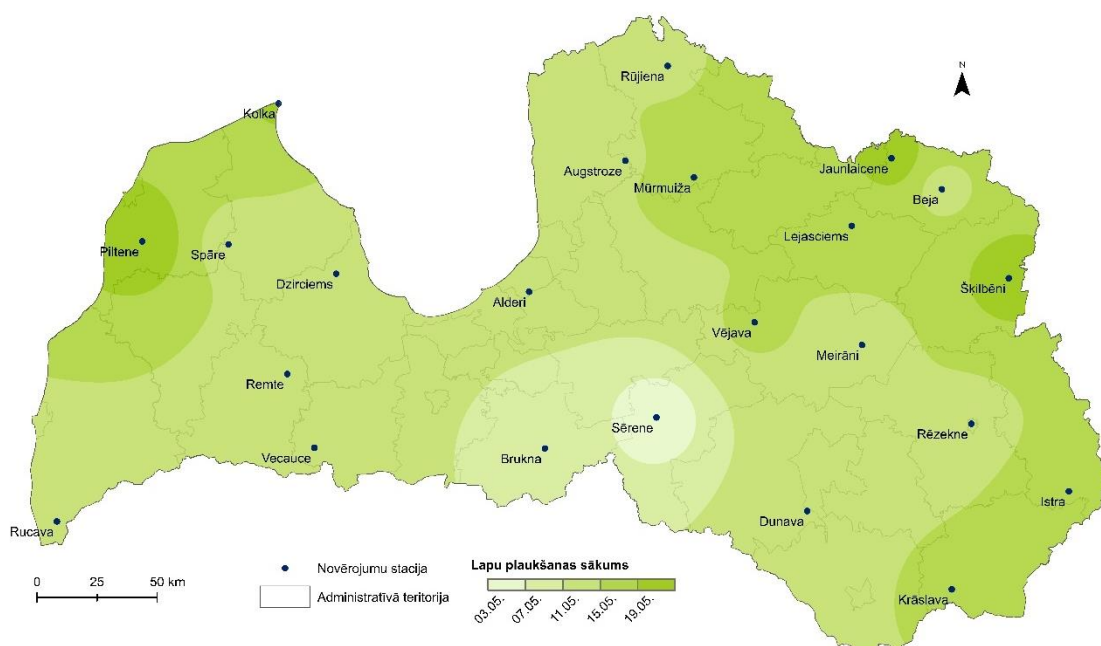 N
Rūjiena
Kolka
Augstroze
Mūrmuiža
Jaunlaicene
Beja
Lejasciems
Piltene
Spāre
Dzirciems
Alderi
Šķilbēni
Vējava
Meirāni
Remte
Sērene
Rēzekne
Vecauce
Brukna
Istra
Rucava
Dunava
Krāslava
0 25 50 km
Novērojumu stacija
Administratīvā teritorija
Lapu plaukšanas sākums
03.05. 07.05. 11.05. 15.05. 19.05.